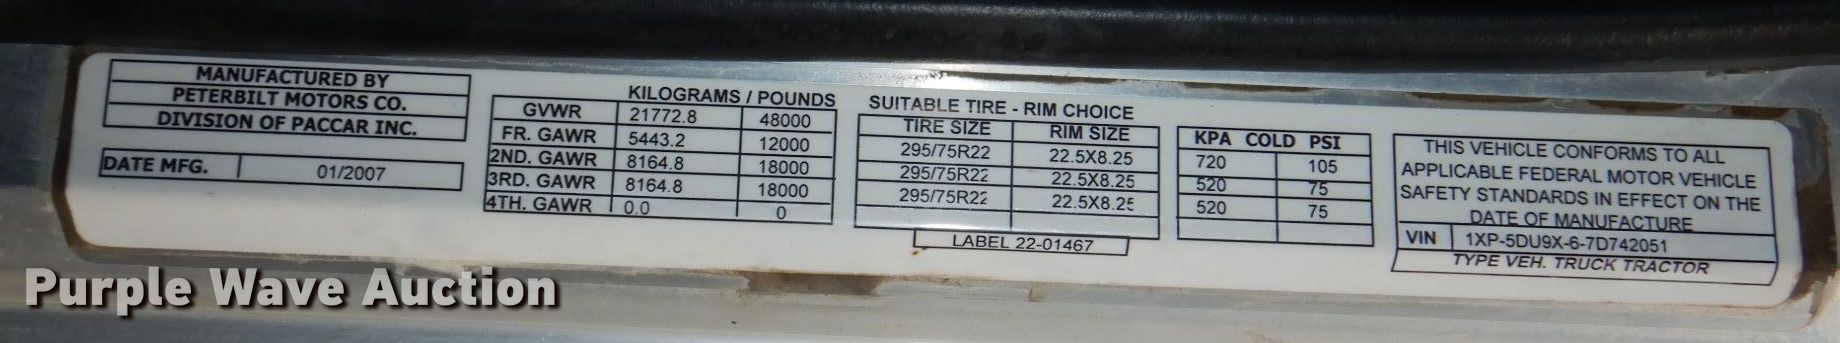 MANUFACTURED BY
PETERBILT MOTORS CO.
DIVISION OF PACCAR INC.
DATE MFG. 01/2007
KILOGRAMS / POUNDS
GVWR 21772.8 48000
FR. GAWR 5443.2 12000
2ND. GAWR 8164.8 18000
3RD. GAWR 8164.8 18000
4TH. GAWR 0.0 0
SUITABLE TIRE - RIM CHOICE
TIRE SIZE RIM SIZE
295/75R22 22.5X8.25
295/75R22 22.5X8.25
295/75R22 22.5X8.25
LABEL 22-01467
KPA COLD PSI
720 105
520 75
520 75
THIS VEHICLE CONFORMS TO ALL
APPLICABLE FEDERAL MOTOR VEHICLE
SAFETY STANDARDS IN EFFECT ON THE
DATE OF MANUFACTURE
VIN 1XP-5DU9X-6-7D742051
TYPE VEH. TRUCK TRACTOR
Purple Wave Auction